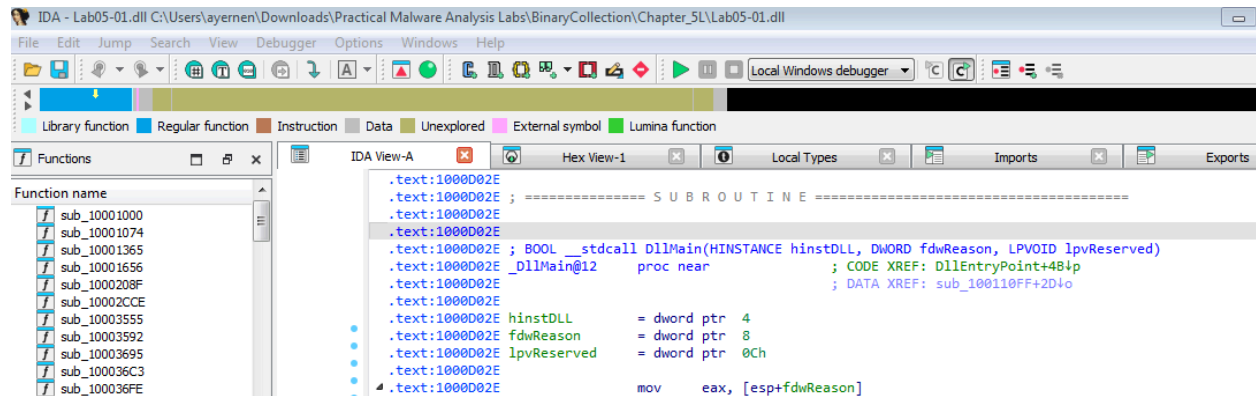 IDA - Lab05-01.dll C:\Users\ayernen\Downloads\Practical Malware Analysis Labs\BinaryCollection\Chapter_5L\Lab05-01.dll
File Edit Jump Search View Debugger Options Windows Help
Local Windows debugger
Library function Regular function Instruction Data Unexplored External symbol Lumina function
Functions
IDA View-A Hex View-1 Local Types Imports Exports
Function name
sub_10001000
sub_10001074
sub_10001365
sub_10001656
sub_1000208F
sub_10002CCE
sub_10003555
sub_10003592
sub_10003695
sub_100036C3
sub_100036FE
.text:1000D02E
.text:1000D02E ; =============== S U B R O U T I N E =======================================
.text:1000D02E
.text:1000D02E
.text:1000D02E ; BOOL __stdcall DllMain(HINSTANCE hinstDLL, DWORD fdwReason, LPVOID lpvReserved)
.text:1000D02E _DllMain@12 proc near ; CODE XREF: DllEntryPoint+4B↓p
.text:1000D02E ; DATA XREF: sub_100110FF+2D↓o
.text:1000D02E
.text:1000D02E hinstDLL = dword ptr 4
.text:1000D02E fdwReason = dword ptr 8
.text:1000D02E lpvReserved = dword ptr 0Ch
.text:1000D02E
.text:1000D02E mov eax, [esp+fdwReason]